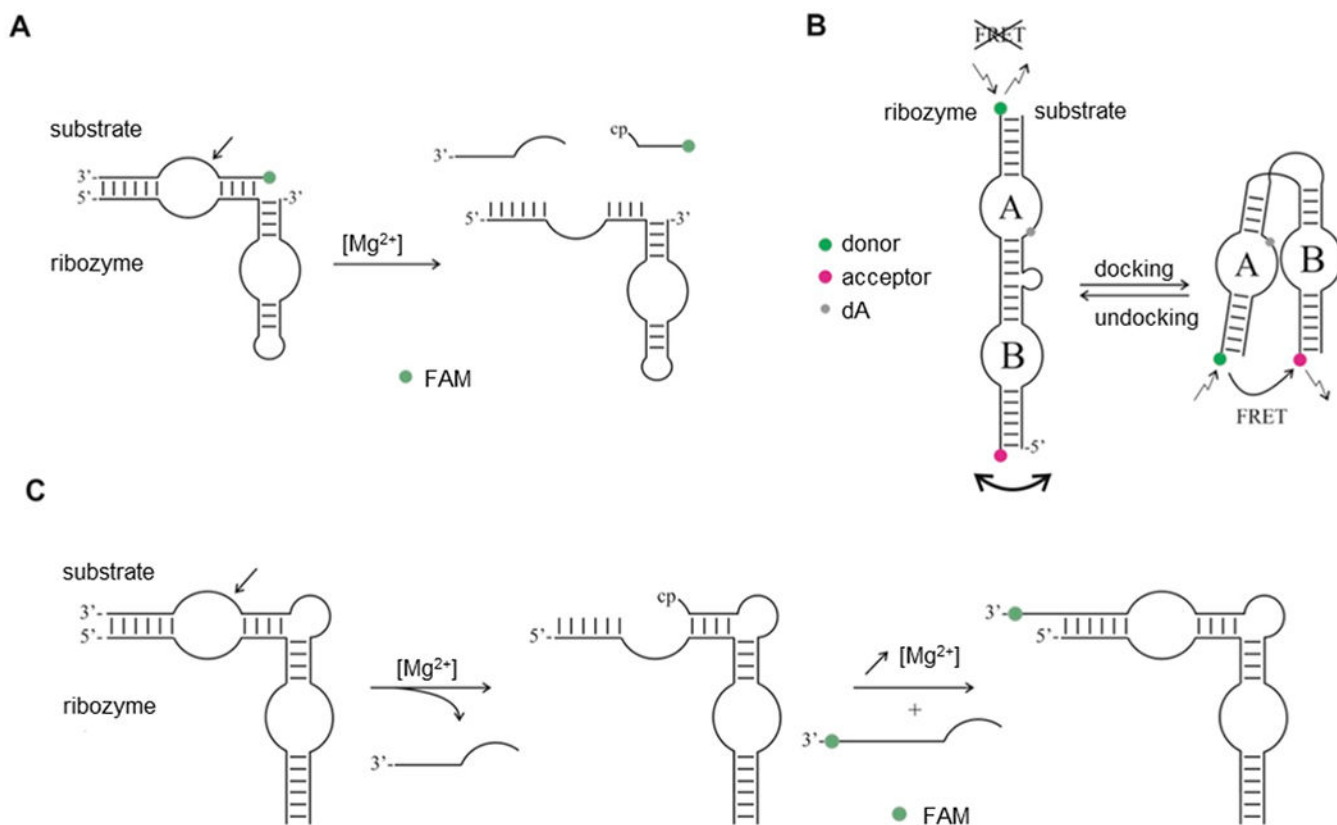 A
substrate
3'-
5'-
-3'
ribozyme
[Mg2+]
cp
3'-
5'-
-3'
FAM
B
FRET
ribozyme
substrate
A
B
-5'
donor
acceptor
dA
docking
undocking
A
B
FRET
C
substrate
3'-
5'-
ribozyme
[Mg2+]
3'-
cp
5'-
[Mg2+]
+
3'-
3'-
5'-
FAM